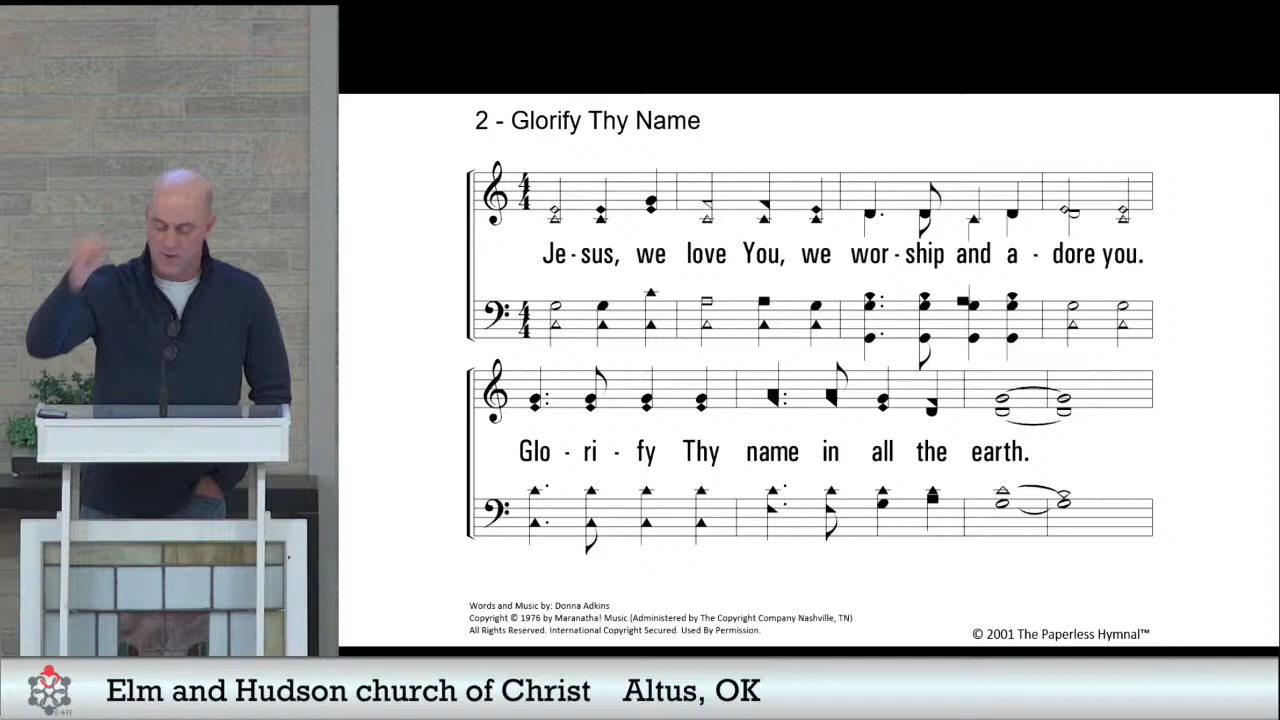 2 - Glorify Thy Name
Je - sus, we love You, we wor - ship and a - dore you.
Glo - ri - fy Thy name in all the earth.
Words and Music by: Donna Adkins
Copyright © 1976 by Maranatha! Music (Administered by The Copyright Company Nashville, TN)
All Rights Reserved. International Copyright Secured. Used By Permission.
© 2001 The Paperless Hymnal™
Elm and Hudson church of Christ Altus, OK